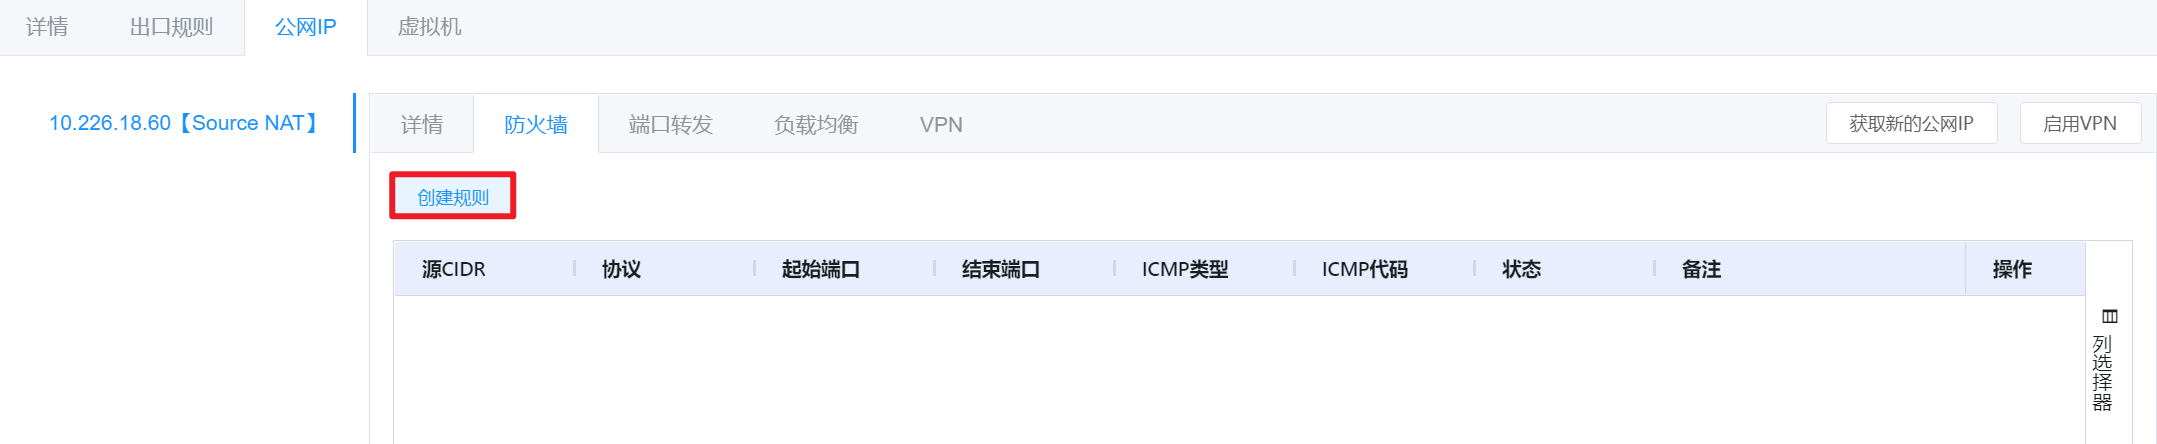 详情 出口规则 公网IP 虚拟机
10.226.18.60【Source NAT】
详情 防火墙 端口转发 负载均衡 VPN 获取新的公网IP 启用VPN
创建规则
源CIDR 协议 起始端口 结束端口 ICMP类型 ICMP代码 状态 备注 操作
列选择器